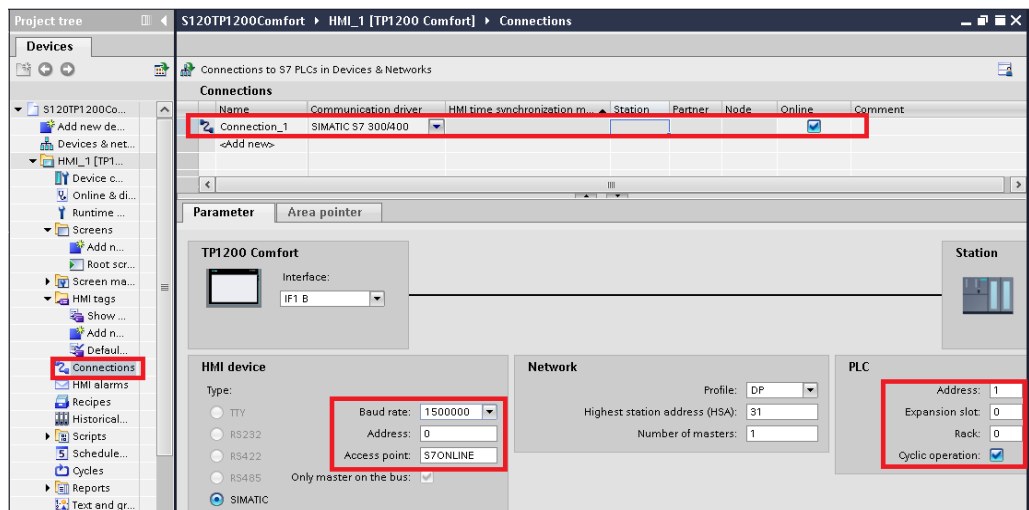 Project tree
S120TP1200Comfort ▸ HMI_1 [TP1200 Comfort] ▸ Connections
Devices
Connections to S7 PLCs in Devices & Networks
Connections
Name Communication driver HMI time synchronization m... Station Partner Node Online Comment
Connection_1 SIMATIC S7 300/400
<Add new>
S120TP1200Co...
Add new de...
Devices & net...
HMI_1 [TP1...
Device c...
Online & di...
Runtime ...
Screens
Add n...
Root scr...
Screen ma...
HMI tags
Show ...
Add n...
Defaul...
Connections
HMI alarms
Recipes
Historical...
Scripts
Schedule...
Cycles
Reports
Text and gr...
Parameter Area pointer
TP1200 Comfort
Interface:
IF1 B
Station
HMI device
Type:
TTY
RS232
RS422
RS485
SIMATIC
Baud rate: 1500000
Address: 0
Access point: S7ONLINE
Only master on the bus:
Network
Profile: DP
Highest station address (HSA): 31
Number of masters: 1
PLC
Address: 1
Expansion slot: 0
Rack: 0
Cyclic operation: